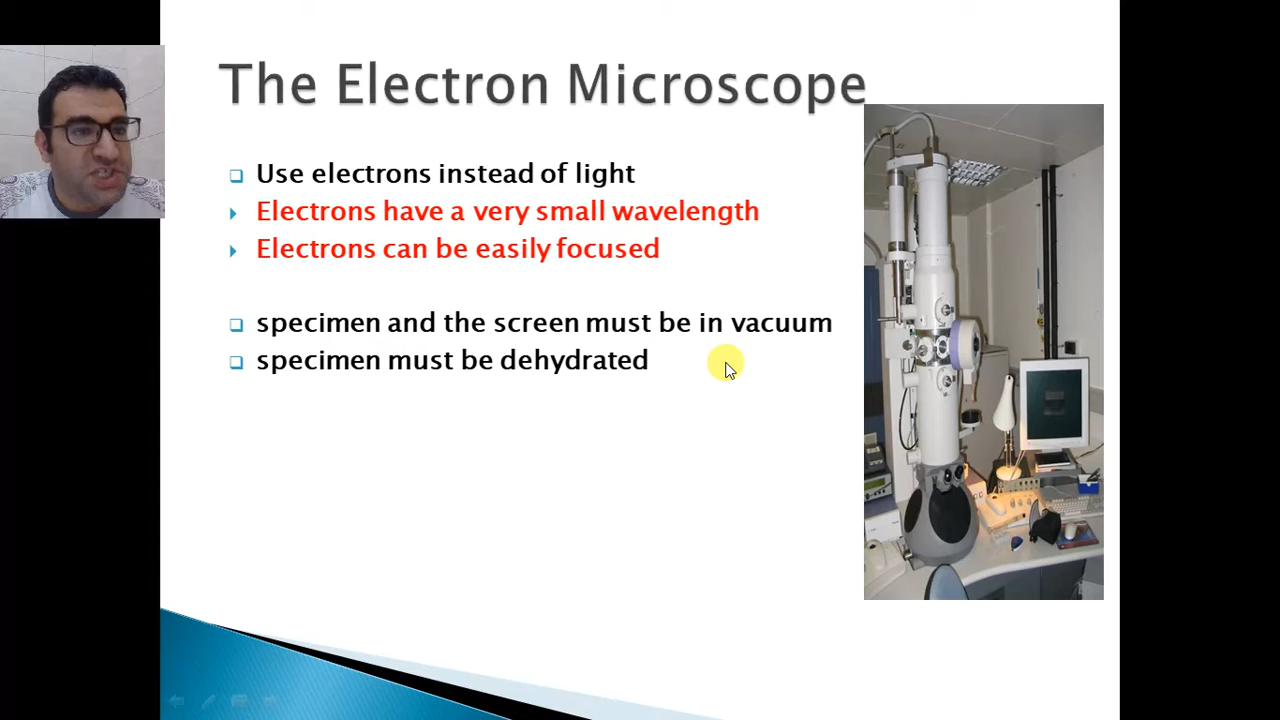 The Electron Microscope
Use electrons instead of light
Electrons have a very small wavelength
Electrons can be easily focused
specimen and the screen must be in vacuum
specimen must be dehydrated